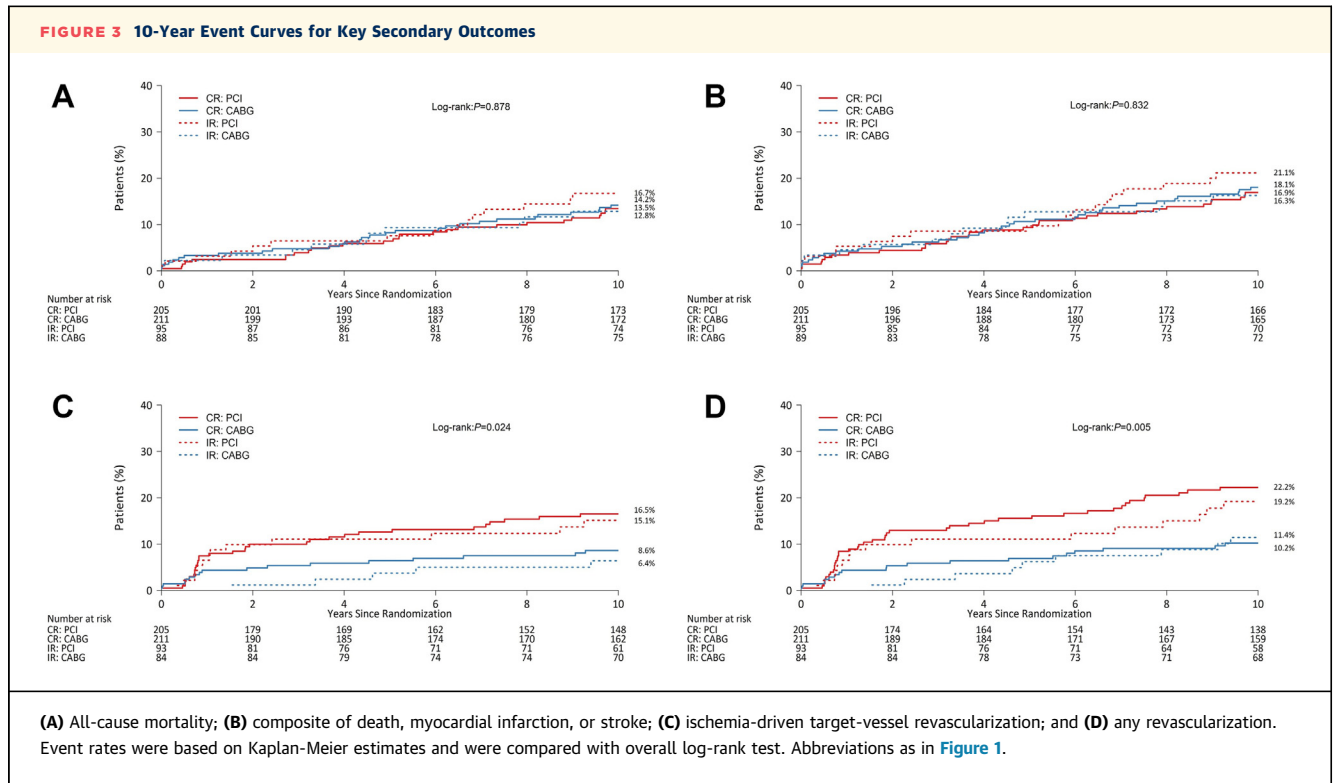 FIGURE 3 10-Year Event Curves for Key Secondary Outcomes
A
Patients (%)
40
30
20
10
0
CR: PCI
CR: CABG
IR: PCI
IR: CABG
Log-rank:P=0.878
16.7%
14.2%
13.5%
12.8%
0 2 4 6 8 10
Years Since Randomization
Number at risk
CR: PCI 205 201 190 183 179 173
CR: CABG 211 199 193 187 180 172
IR: PCI 95 87 86 81 76 74
IR: CABG 88 85 81 78 76 75
B
Patients (%)
40
30
20
10
0
CR: PCI
CR: CABG
IR: PCI
IR: CABG
Log-rank:P=0.832
21.1%
18.1%
16.9%
16.3%
0 2 4 6 8 10
Years Since Randomization
Number at risk
CR: PCI 205 196 184 177 172 166
CR: CABG 211 196 188 180 173 165
IR: PCI 95 85 84 77 72 70
IR: CABG 89 83 78 75 73 72
C
Patients (%)
40
30
20
10
0
CR: PCI
CR: CABG
IR: PCI
IR: CABG
Log-rank:P=0.024
16.5%
15.1%
8.6%
6.4%
0 2 4 6 8 10
Years Since Randomization
Number at risk
CR: PCI 205 179 169 162 152 148
CR: CABG 211 190 185 174 170 162
IR: PCI 93 81 76 71 71 61
IR: CABG 84 84 79 74 74 70
D
Patients (%)
40
30
20
10
0
CR: PCI
CR: CABG
IR: PCI
IR: CABG
Log-rank:P=0.005
22.2%
19.2%
11.4%
10.2%
0 2 4 6 8 10
Years Since Randomization
Number at risk
CR: PCI 205 174 164 154 143 138
CR: CABG 211 189 184 171 167 159
IR: PCI 93 81 76 71 64 58
IR: CABG 84 84 78 73 71 68
(A) All-cause mortality; (B) composite of death, myocardial infarction, or stroke; (C) ischemia-driven target-vessel revascularization; and (D) any revascularization.
Event rates were based on Kaplan-Meier estimates and were compared with overall log-rank test. Abbreviations as in Figure 1.